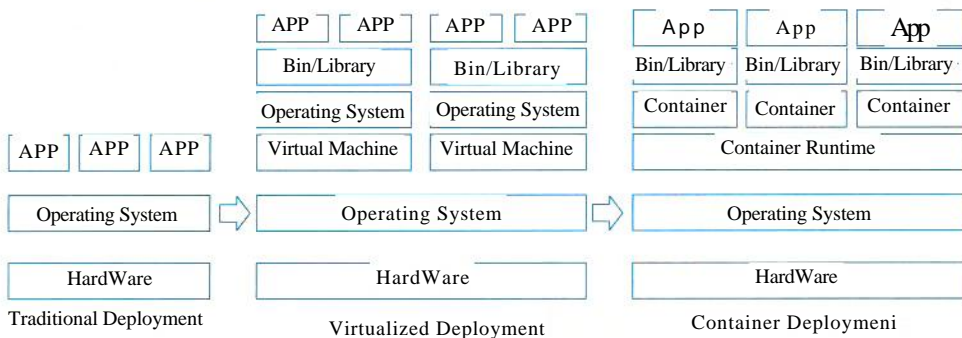 APP APP APP
Operating System
HardWare
Traditional Deployment
APP APP APP APP
Bin/Library Bin/Library
Operating System Operating System
Virtual Machine Virtual Machine
Operating System
HardWare
Virtualized Deployment
App App App
Bin/Library Bin/Library Bin/Library
Container Container Container
Container Runtime
Operating System
HardWare
Container Deploymeni